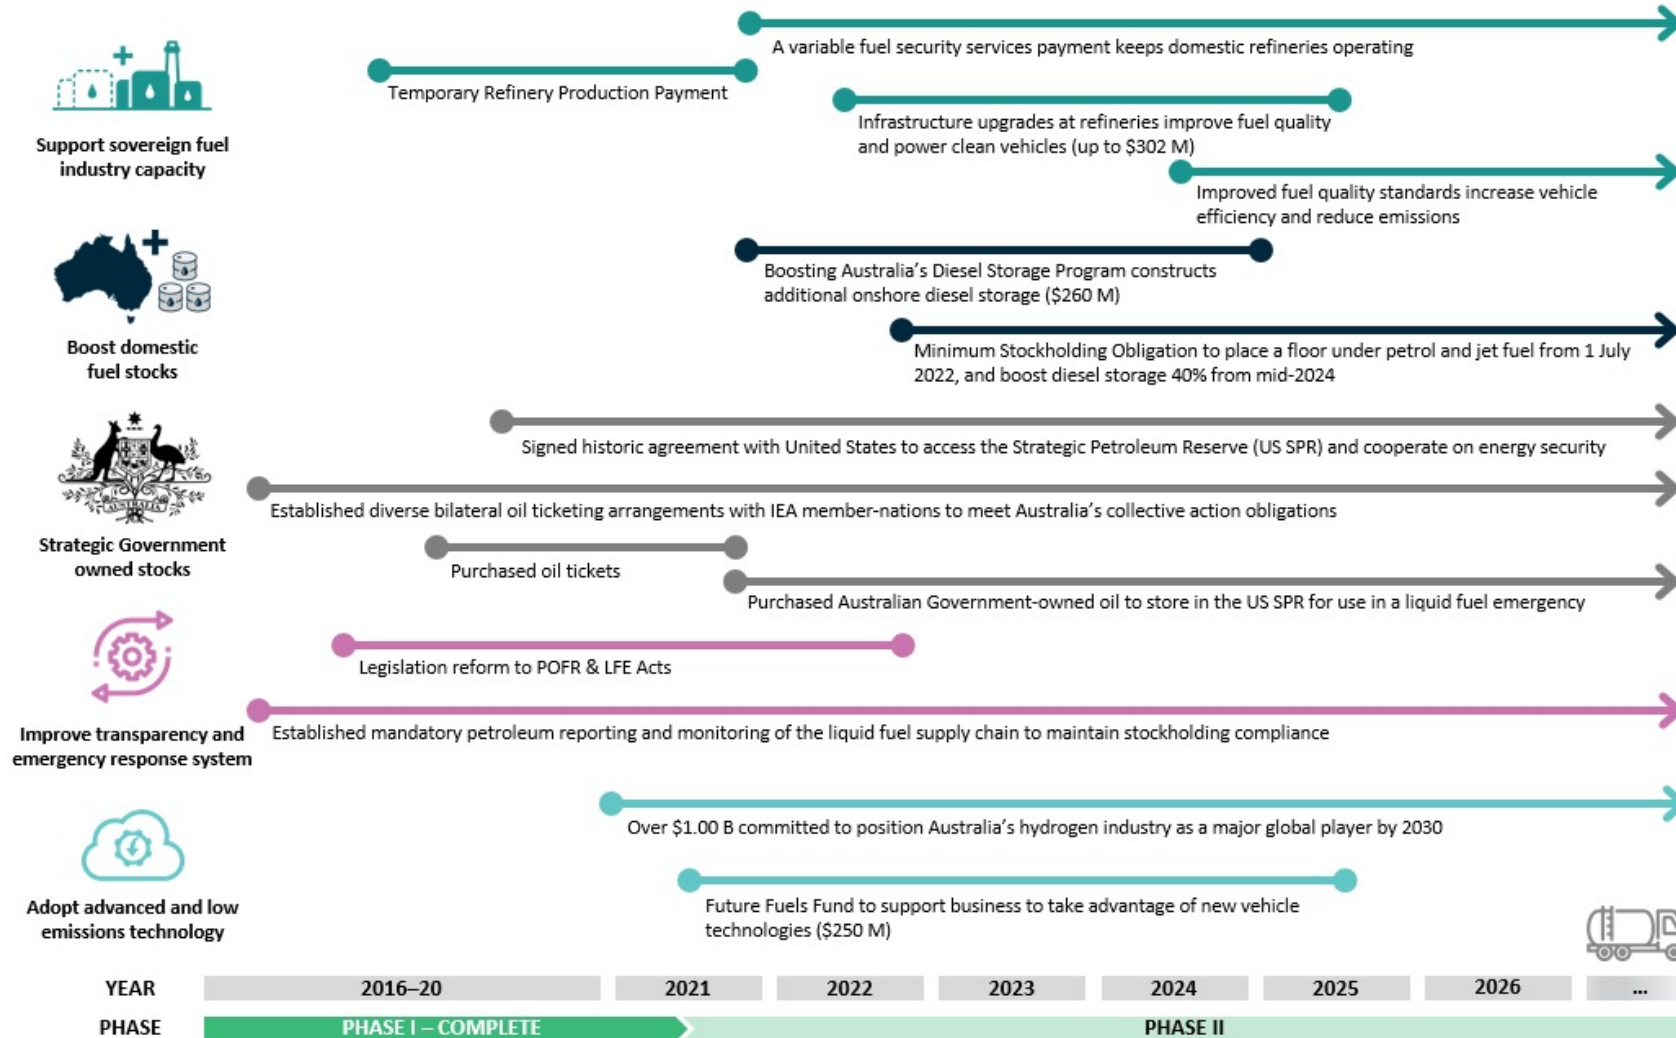 A variable fuel security services payment keeps domestic refineries operating
Temporary Refinery Production Payment
Infrastructure upgrades at refineries improve fuel quality
and power clean vehicles (up to $302 M)
Support sovereign fuel
industry capacity
Improved fuel quality standards increase vehicle
efficiency and reduce emissions
Boosting Australia's Diesel Storage Program constructs
additional onshore diesel storage ($260 M)
Boost domestic
fuel stocks
Minimum Stockholding Obligation to place a floor under petrol and jet fuel from 1 July
2022, and boost diesel storage 40% from mid-2024
Signed historic agreement with United States to access the Strategic Petroleum Reserve (US SPR) and cooperate on energy security
AUSTRALIA
Established diverse bilateral oil ticketing arrangements with IEA member-nations to meet Australia's collective action obligations
Strategic Government
owned stocks
Purchased oil tickets
Purchased Australian Government-owned oil to store in the US SPR for use in a liquid fuel emergency
Legislation reform to POFR & LFE Acts
Improve transparency and
emergency response system
Established mandatory petroleum reporting and monitoring of the liquid fuel supply chain to maintain stockholding compliance
Over $1.00 B committed to position Australia's hydrogen industry as a major global player by 2030
Adopt advanced and low
emissions technology
Future Fuels Fund to support business to take advantage of new vehicle
technologies ($250 M)
YEAR 2016–20 2021 2022 2023 2024 2025 2026 ...
PHASE PHASE I – COMPLETE PHASE II